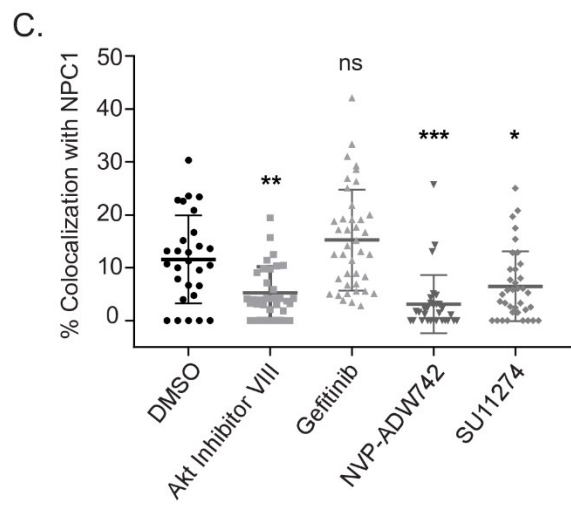 C.
% Colocalization with NPC1
50
40
30
20
10
0
ns
**
***
*
DMSO
Akt Inhibitor VIII
Gefitinib
NVP-ADW742
SU11274